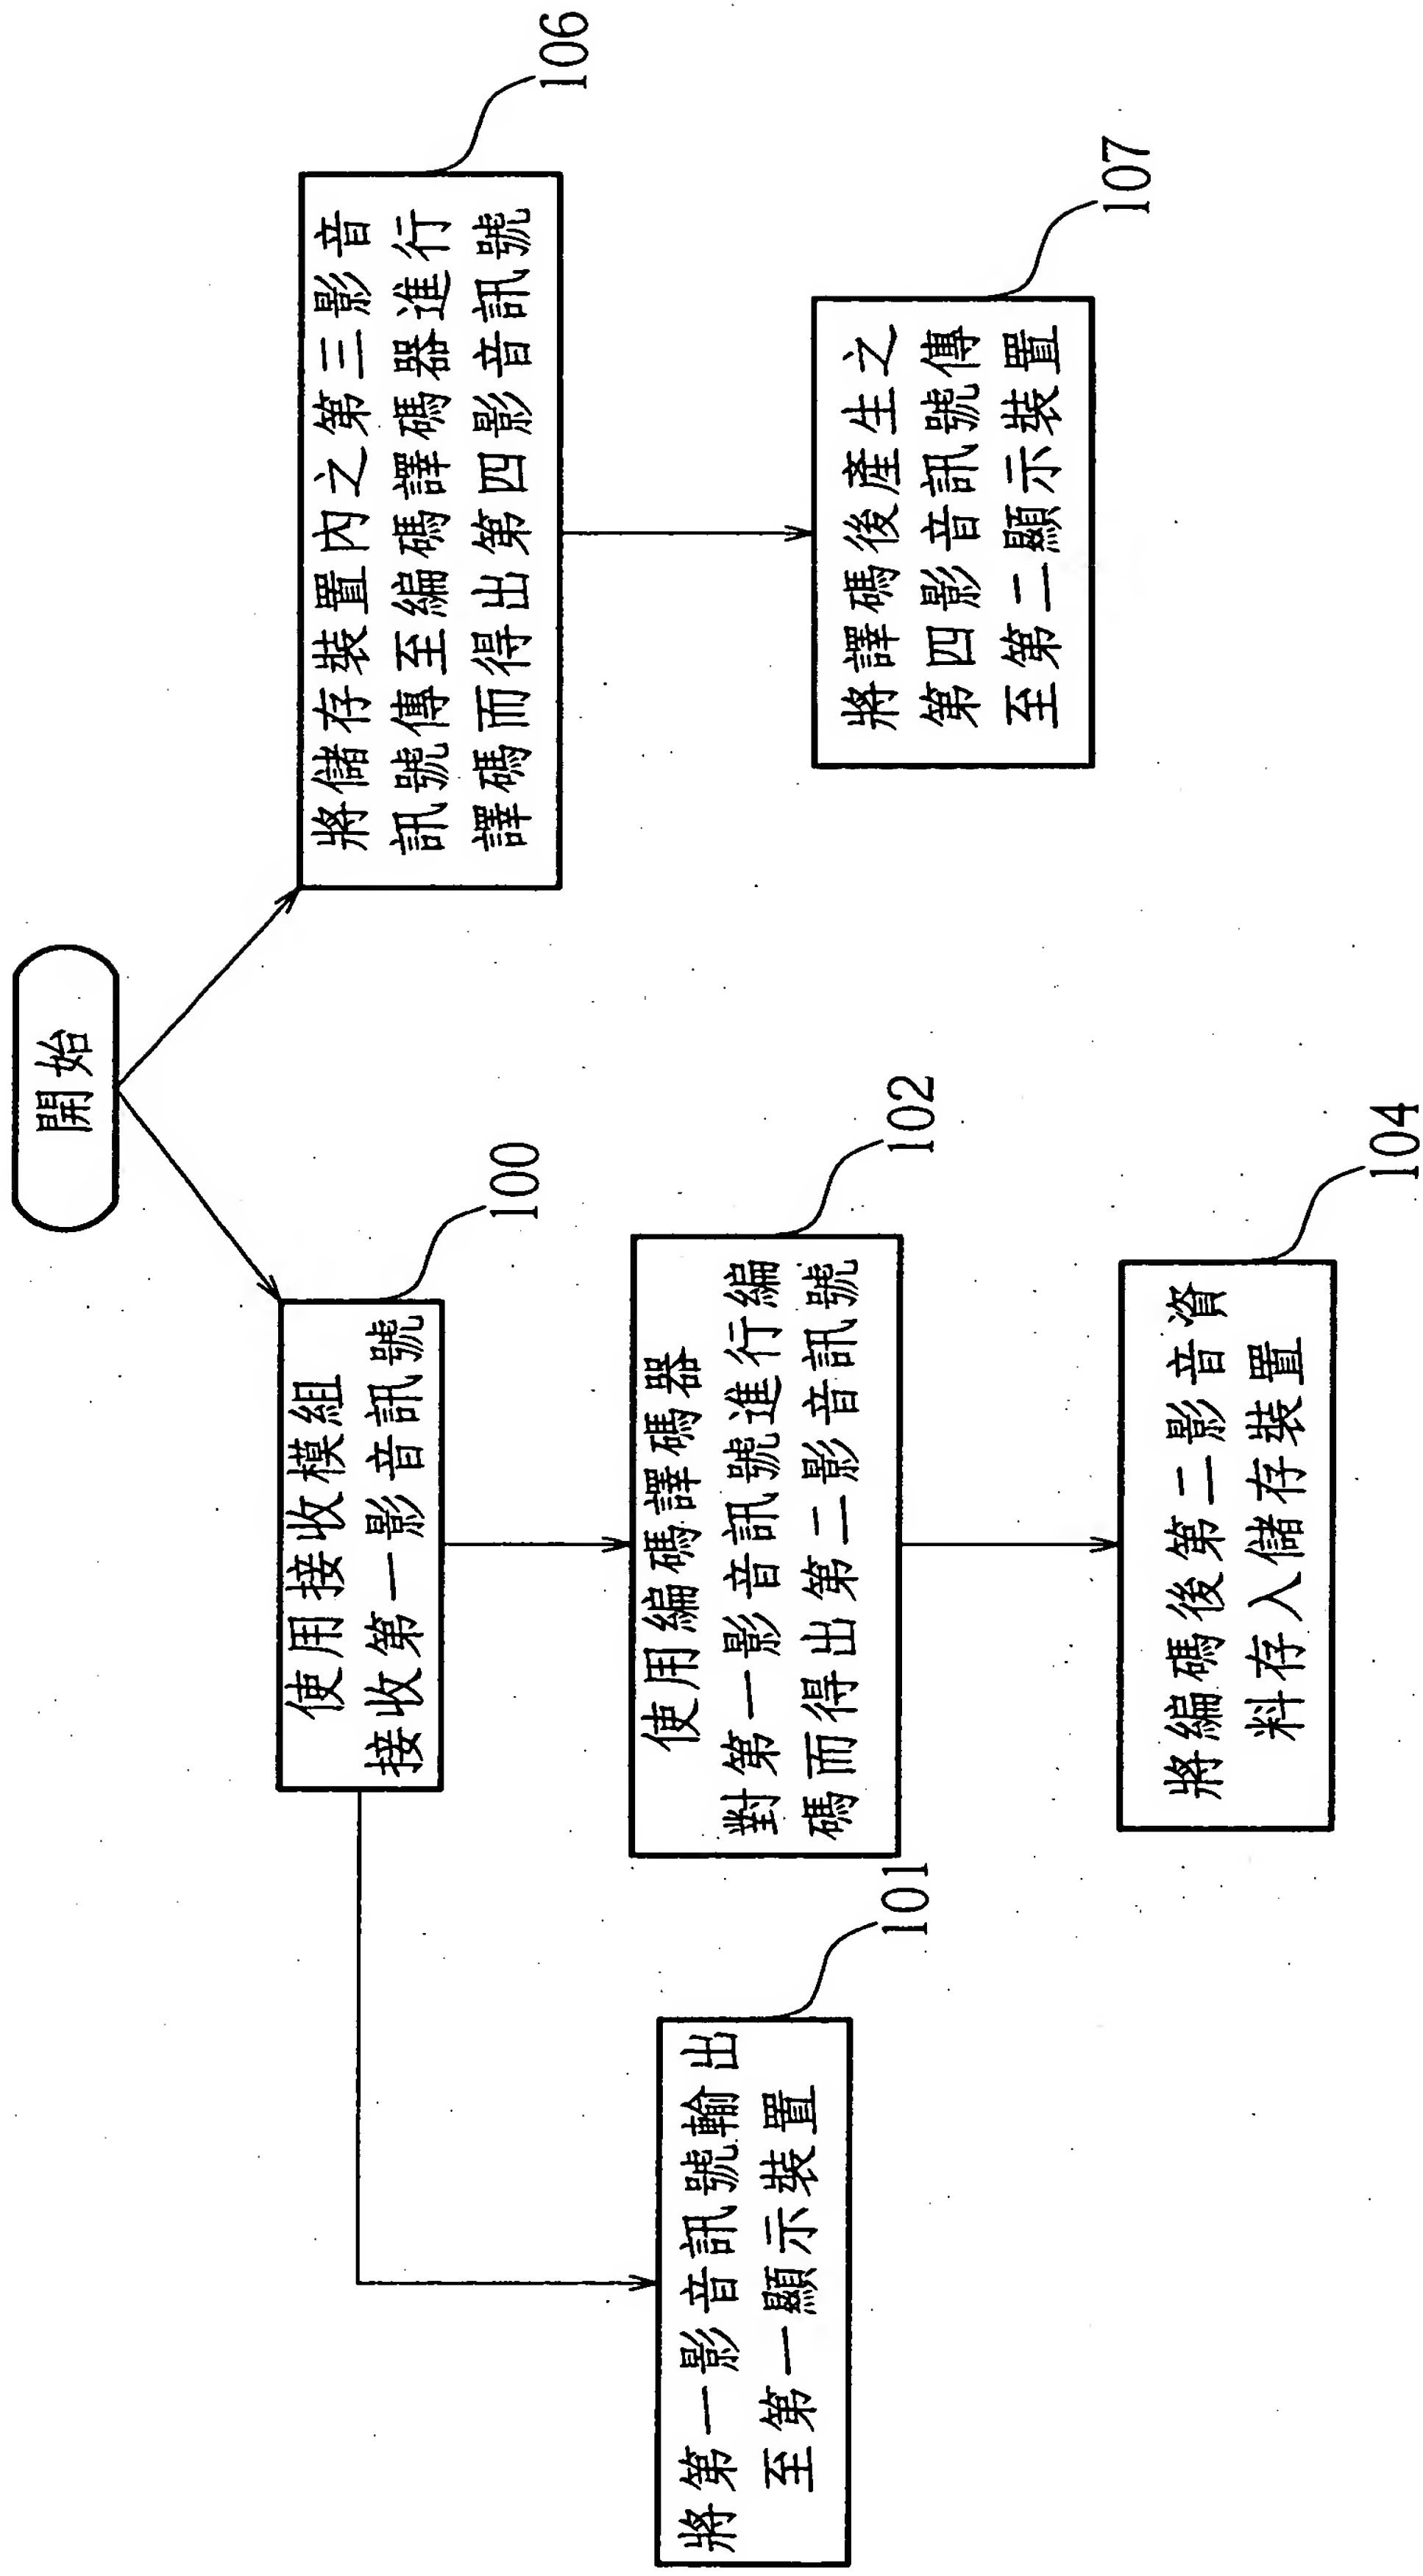 開始
使用接收模組
接收第一影音訊號
100
將儲存裝置內之第三影音
訊號傳至編碼譯碼器進行
譯碼而得出第四影音訊號
106
將第一影音訊號輸出
至第一顯示裝置
101
使用編碼譯碼器
對第一影音訊號進行編
碼而得出第二影音訊號
102
將譯碼後產生之
第四影音訊號傳
至第二顯示裝置
107
將編碼後第二影音資
料存入儲存裝置
104